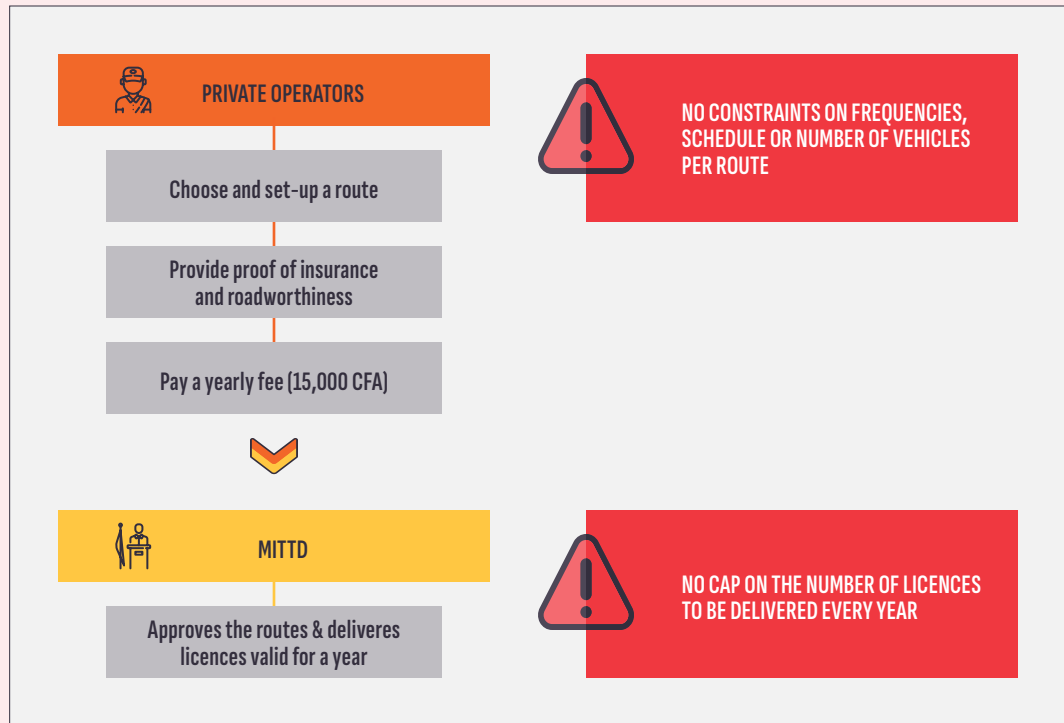 PRIVATE OPERATORS
Choose and set-up a route
Provide proof of insurance
and roadworthiness
Pay a yearly fee (15,000 CFA)
NO CONSTRAINTS ON FREQUENCIES,
SCHEDULE OR NUMBER OF VEHICLES
PER ROUTE
MITTD
Approves the routes & deliveres
licences valid for a year
NO CAP ON THE NUMBER OF LICENCES
TO BE DELIVERED EVERY YEAR